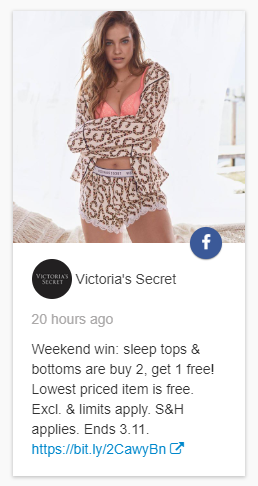 VICTORIA'S
SECRET
Victoria's Secret
20 hours ago
Weekend win: sleep tops &
bottoms are buy 2, get 1 free!
Lowest priced item is free.
Excl. & limits apply. S&H
applies. Ends 3.11.
https://bit.ly/2CawyBn